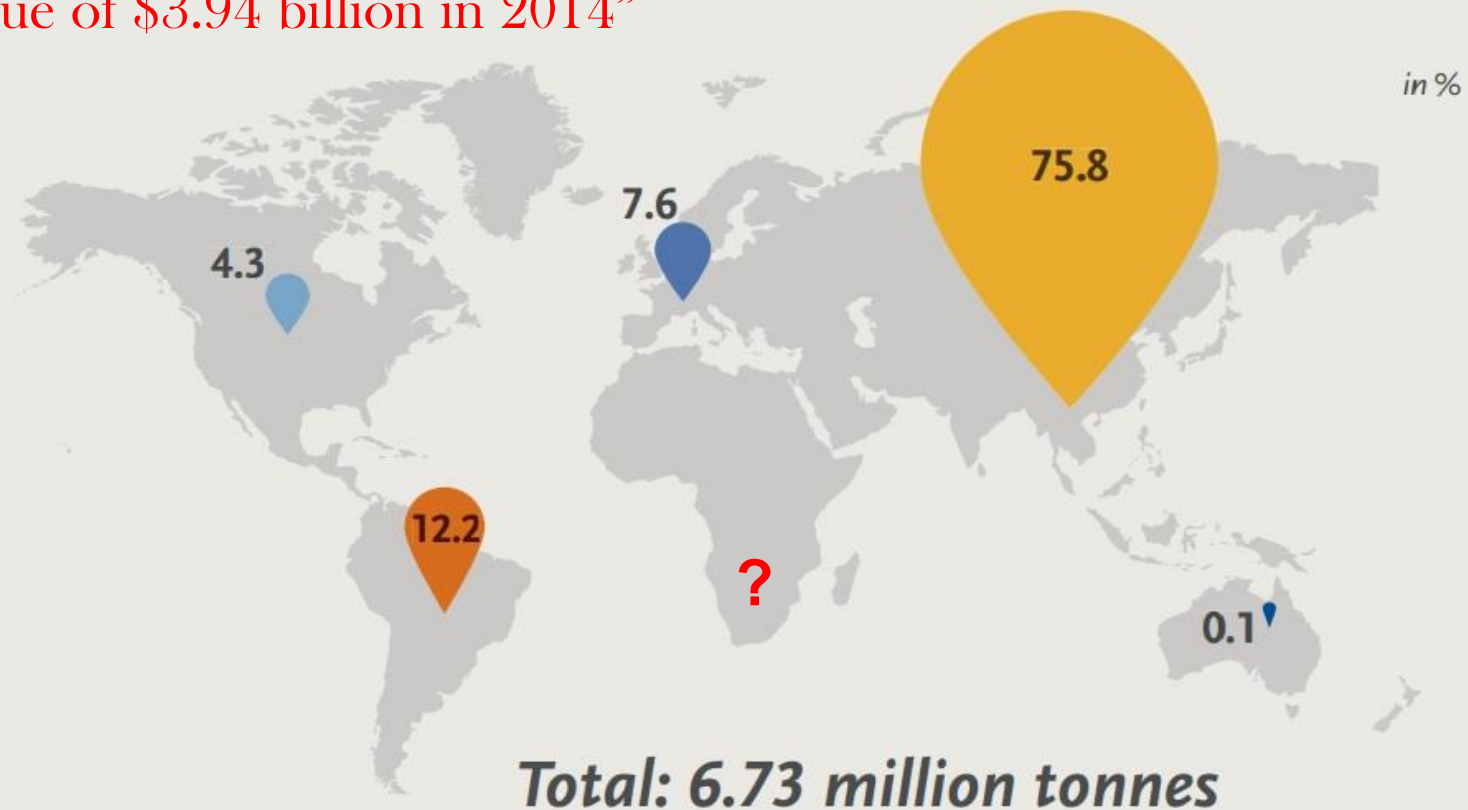 ue of $3.94 billion in 2014”
in %
75.8
7.6
4.3
12.2
?
0.1
Total: 6.73 million tonnes